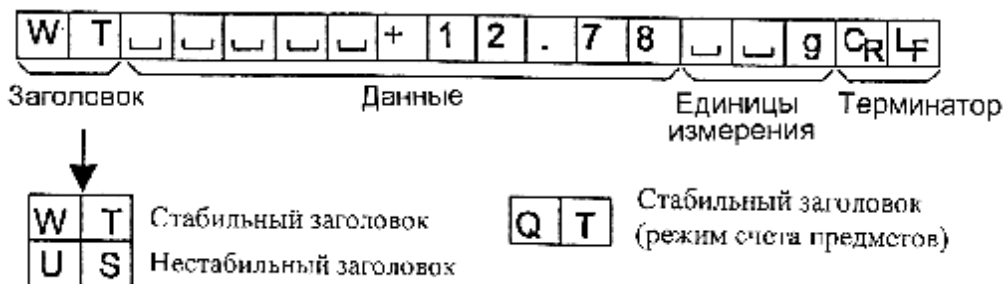 W T ␣ ␣ ␣ ␣ ␣ + 1 2 . 7 8 ␣ ␣ g CR LF
Заголовок Данные Единицы измерения Терминатор
W T Стабильный заголовок
U S Нестабильный заголовок
Q T Стабильный заголовок
(режим счета предметов)